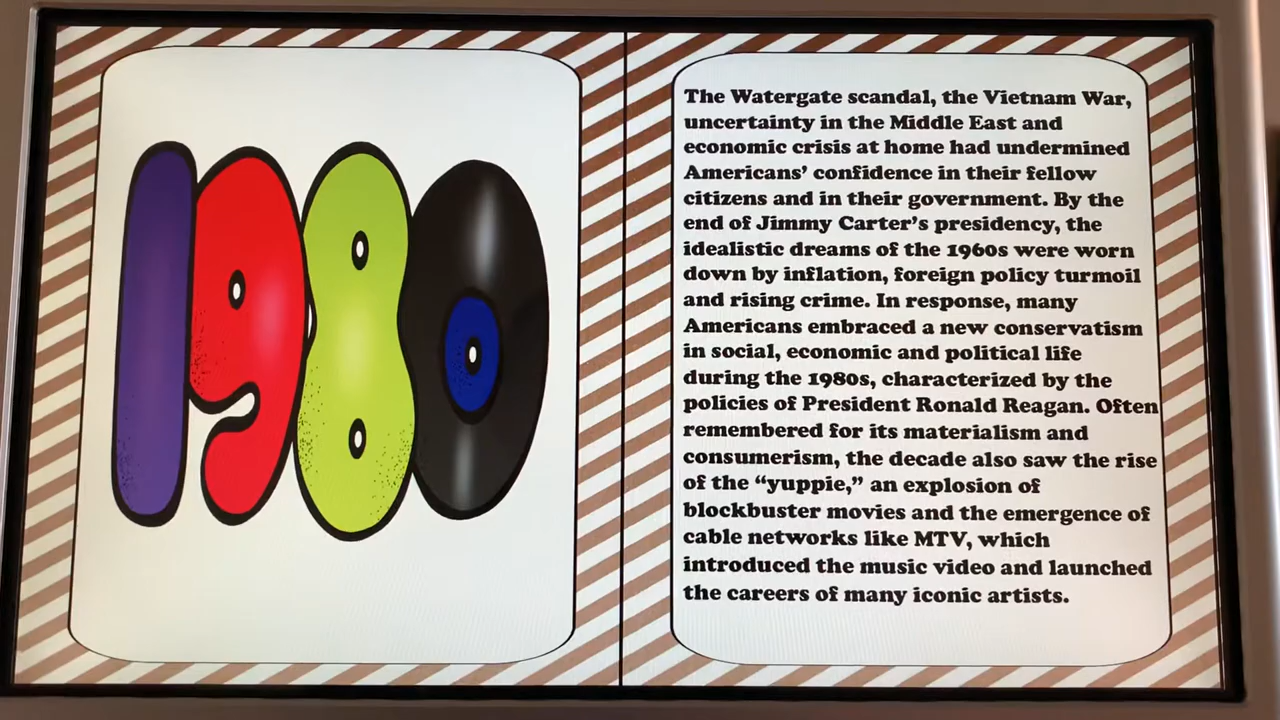 1980
The Watergate scandal, the Vietnam War,
uncertainty in the Middle East and
economic crisis at home had undermined
Americans’ confidence in their fellow
citizens and in their government. By the
end of Jimmy Carter’s presidency, the
idealistic dreams of the 1960s were worn
down by inflation, foreign policy turmoil
and rising crime. In response, many
Americans embraced a new conservatism
in social, economic and political life
during the 1980s, characterized by the
policies of President Ronald Reagan. Often
remembered for its materialism and
consumerism, the decade also saw the rise
of the “yuppie,” an explosion of
blockbuster movies and the emergence of
cable networks like MTV, which
introduced the music video and launched
the careers of many iconic artists.